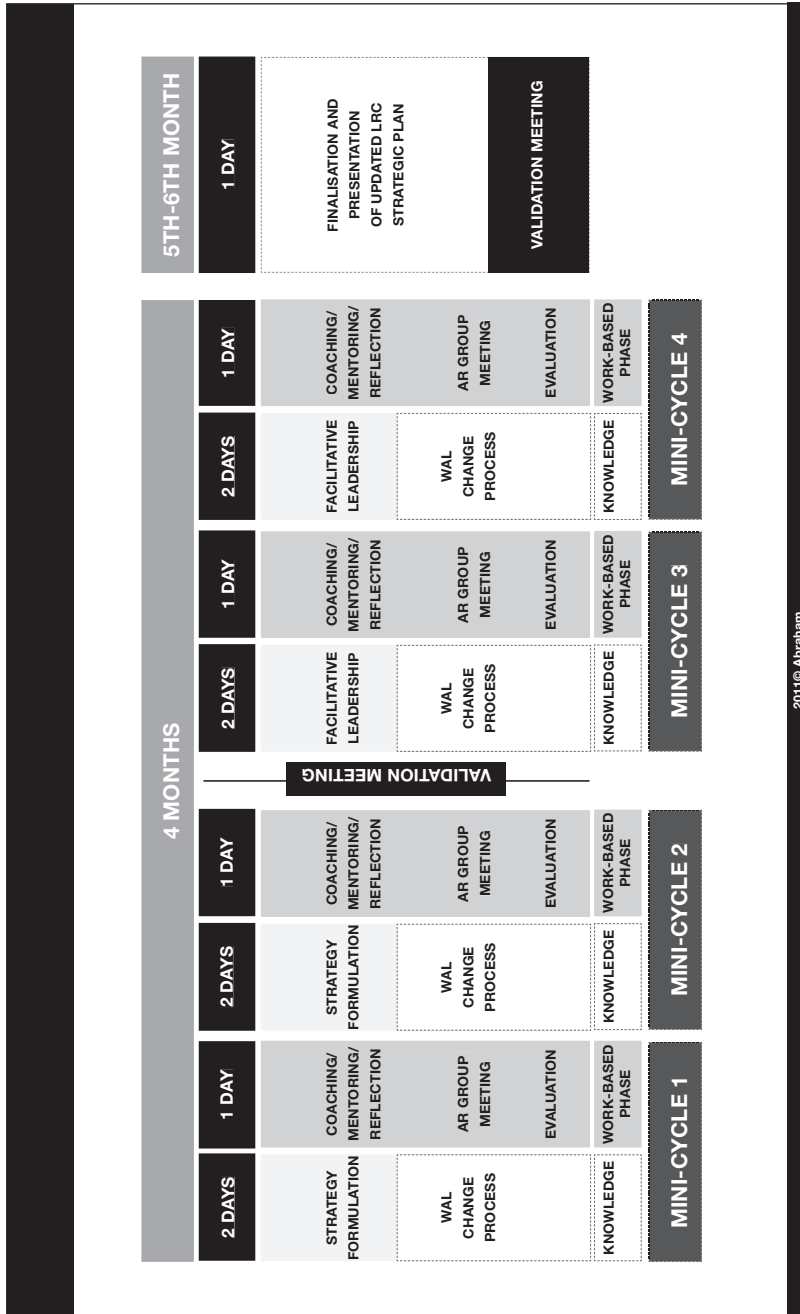 4 MONTHS
5TH-6TH MONTH
2 DAYS
1 DAY
2 DAYS
1 DAY
2 DAYS
1 DAY
2 DAYS
1 DAY
1 DAY
STRATEGY
FORMULATION
WAL
CHANGE
PROCESS
KNOWLEDGE
COACHING/
MENTORING/
REFLECTION
AR GROUP
MEETING
EVALUATION
WORK-BASED
PHASE
MINI-CYCLE 1
STRATEGY
FORMULATION
WAL
CHANGE
PROCESS
KNOWLEDGE
COACHING/
MENTORING/
REFLECTION
AR GROUP
MEETING
EVALUATION
WORK-BASED
PHASE
MINI-CYCLE 2
VALIDATION MEETING
FACILITATIVE
LEADERSHIP
WAL
CHANGE
PROCESS
KNOWLEDGE
COACHING/
MENTORING/
REFLECTION
AR GROUP
MEETING
EVALUATION
WORK-BASED
PHASE
MINI-CYCLE 3
FACILITATIVE
LEADERSHIP
WAL
CHANGE
PROCESS
KNOWLEDGE
COACHING/
MENTORING/
REFLECTION
AR GROUP
MEETING
EVALUATION
WORK-BASED
PHASE
MINI-CYCLE 4
FINALISATION AND
PRESENTATION
OF UPDATED LRC
STRATEGIC PLAN
VALIDATION MEETING
2011© Abraham